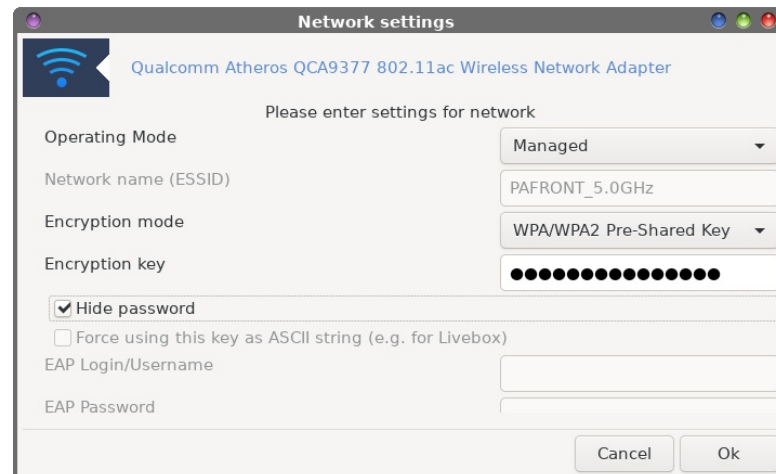 Network settings
Qualcomm Atheros QCA9377 802.11ac Wireless Network Adapter
Please enter settings for network
Operating Mode
Managed
Network name (ESSID)
PAFRONT_5.0GHz
Encryption mode
WPA/WPA2 Pre-Shared Key
Encryption key
●●●●●●●●●●●●●●●
Hide password
Force using this key as ASCII string (e.g. for Livebox)
EAP Login/Username
EAP Password
Cancel
Ok